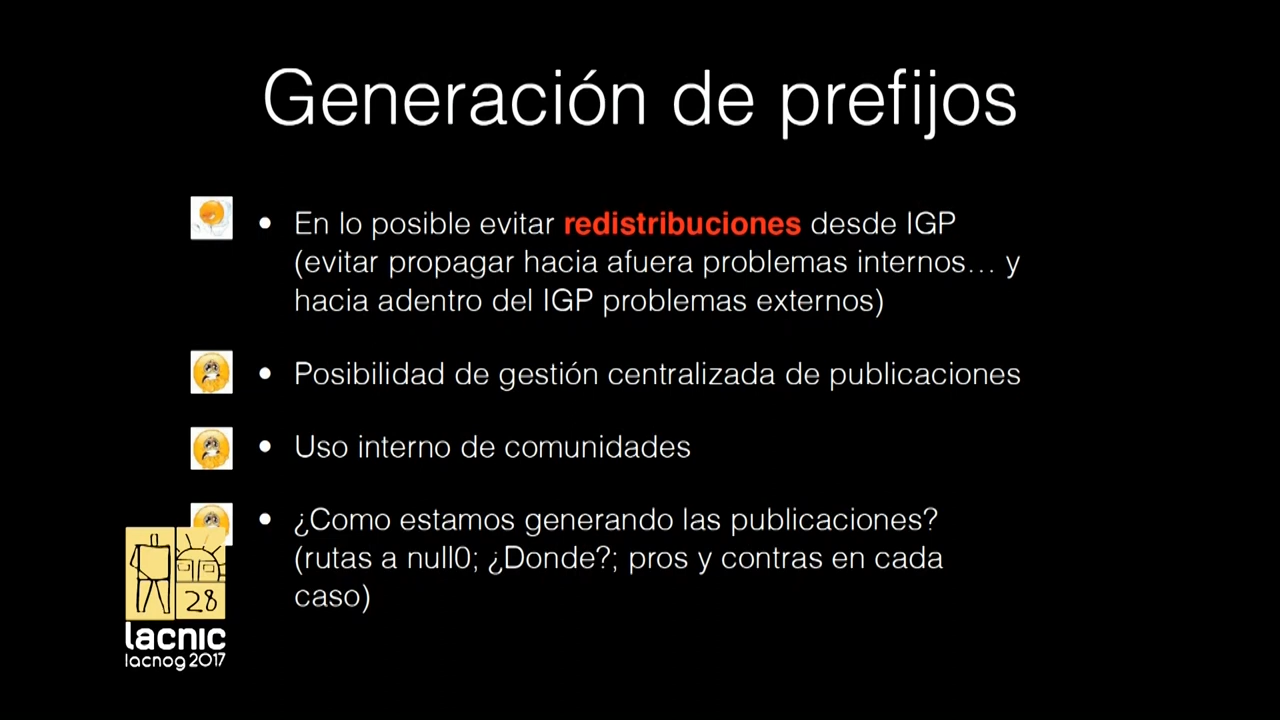 Generación de prefijos
• En lo posible evitar redistribuciones desde IGP
(evitar propagar hacia afuera problemas internos… y
hacia adentro del IGP problemas externos)
• Posibilidad de gestión centralizada de publicaciones
• Uso interno de comunidades
• ¿Como estamos generando las publicaciones?
(rutas a null0; ¿Donde?; pros y contras en cada
caso)
28
lacnic
lacnog 2017